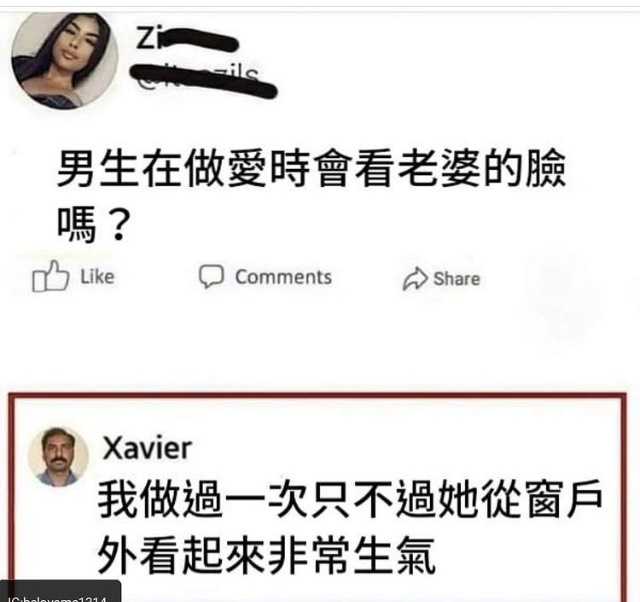 Zi
男生在做愛時會看老婆的臉
嗎？
Like Comments Share
Xavier
我做過一次只不過她從窗戶
外看起來非常生氣